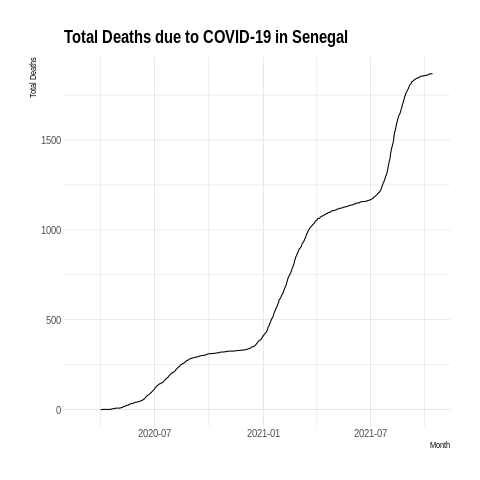 Total Deaths due to COVID-19 in Senegal
Total Deaths
1500
1000
500
0
2020-07 2021-01 2021-07
Month